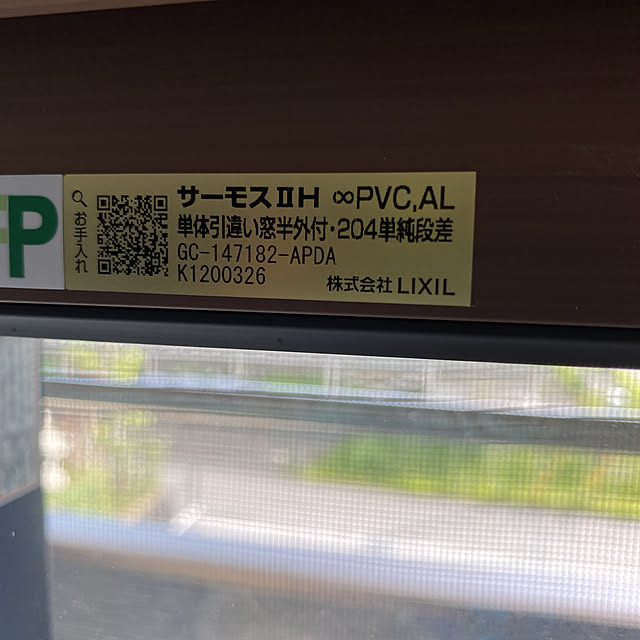 P
お手入れ
サーモスⅡH ∞PVC,AL
単体引違い窓半外付・204単純段差
GC-147182-APDA
K1200326
株式会社 LIXIL